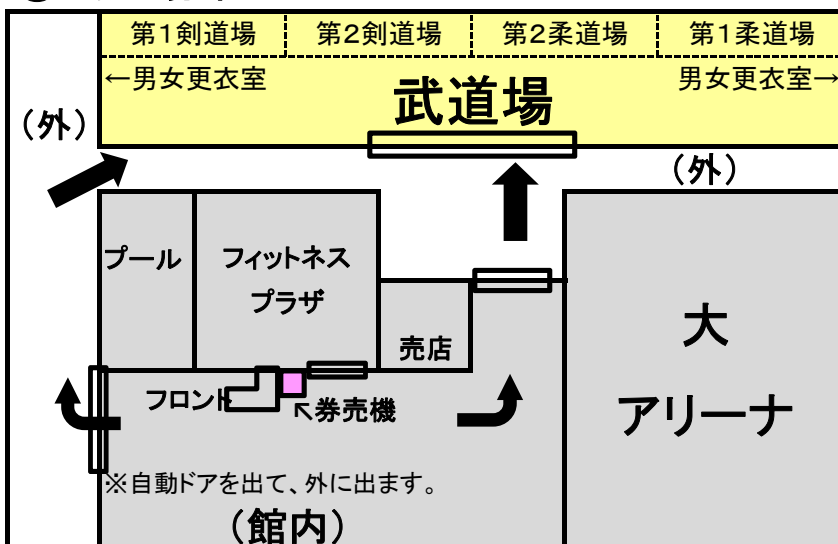 第1剣道場 第2剣道場 第2柔道場 第1柔道場
←男女更衣室 男女更衣室→
武道場
(外)
(外)
プール
フィットネス
プラザ
売店
大
アリーナ
フロント
↖券売機
※自動ドアを出て、外に出ます。
(館内)